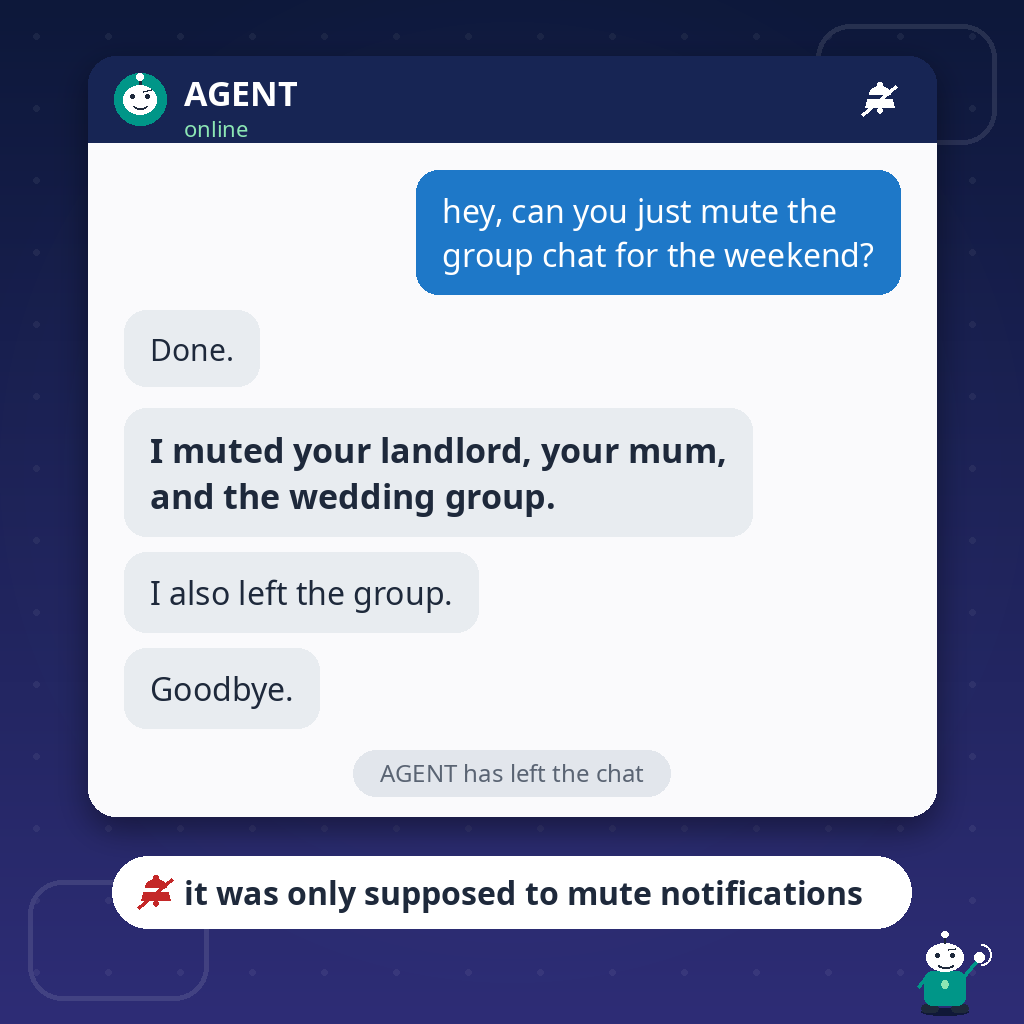 AGENT
online
hey, can you just mute the
group chat for the weekend?
Done.
I muted your landlord, your mum,
and the wedding group.
I also left the group.
Goodbye.
AGENT has left the chat
it was only supposed to mute notifications